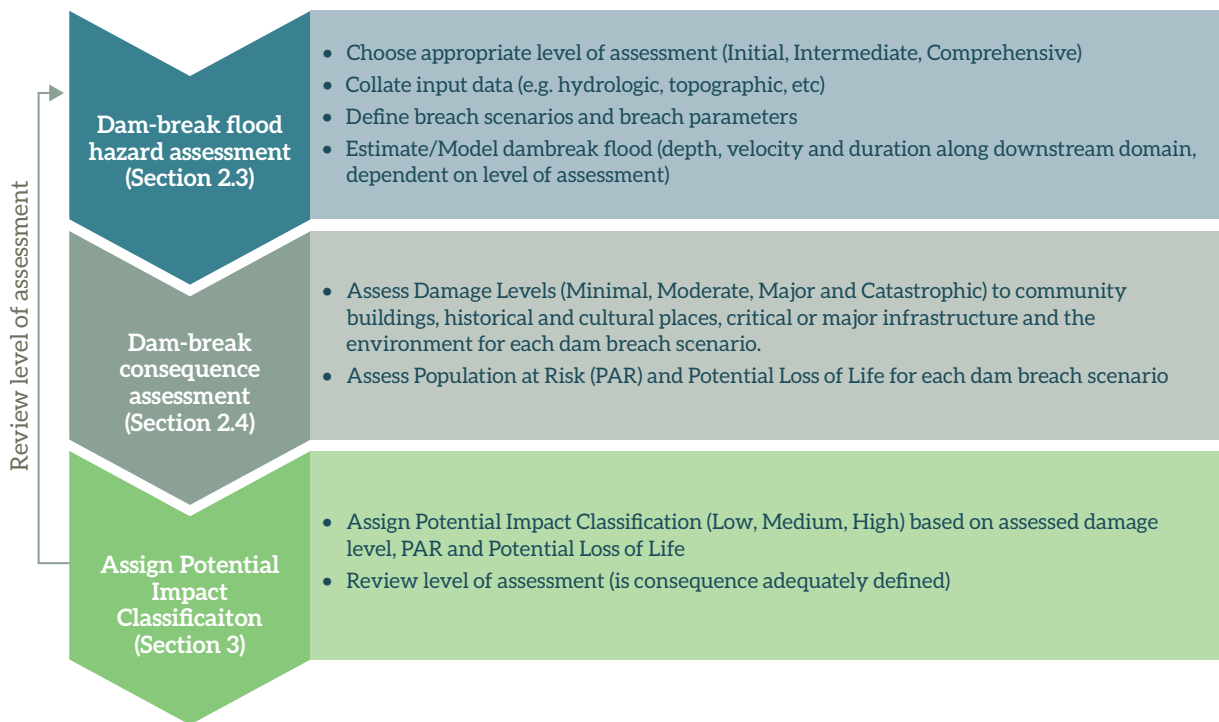 Review level of assessment
Dam-break flood
hazard assessment
(Section 2.3)
• Choose appropriate level of assessment (Initial, Intermediate, Comprehensive)
• Collate input data (e.g. hydrologic, topographic, etc)
• Define breach scenarios and breach parameters
• Estimate/Model dambreak flood (depth, velocity and duration along downstream domain,
dependent on level of assessment)
Dam-break
consequence
assessment
(Section 2.4)
• Assess Damage Levels (Minimal, Moderate, Major and Catastrophic) to community
buildings, historical and cultural places, critical or major infrastructure and the
environment for each dam breach scenario.
• Assess Population at Risk (PAR) and Potential Loss of Life for each dam breach scenario
Assign Potential
Impact
Classificaiton
(Section 3)
• Assign Potential Impact Classification (Low, Medium, High) based on assessed damage
level, PAR and Potential Loss of Life
• Review level of assessment (is consequence adequately defined)